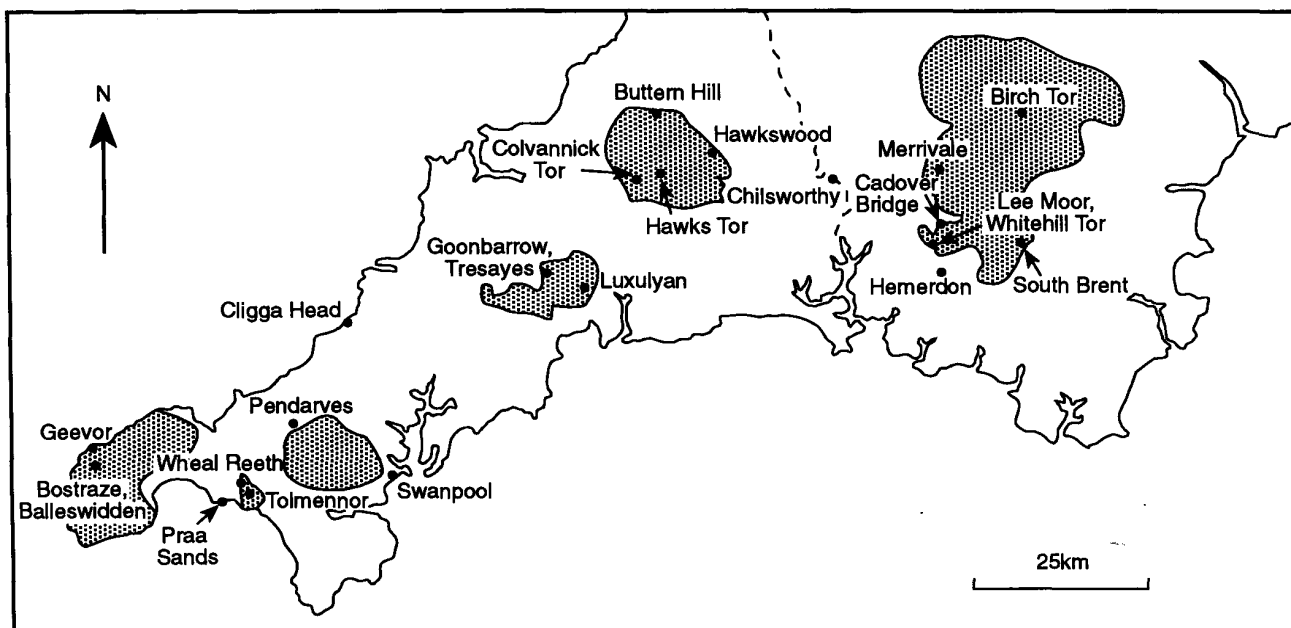 N
Buttern Hill
Birch Tor
Hawkswood
Colvannick
Tor
Merrivale
Cadover
Bridge
Chilsworthy
Lee Moor,
Whitehill Tor
Hawks Tor
Goonbarrow,
Tresayes
Luxulyan
Hemerdon
South Brent
Cligga Head
Pendarves
Geevor
Wheal Reeth
Bostraze,
Balleswidden
Tolmennor
Swanpool
Praa
Sands
25km